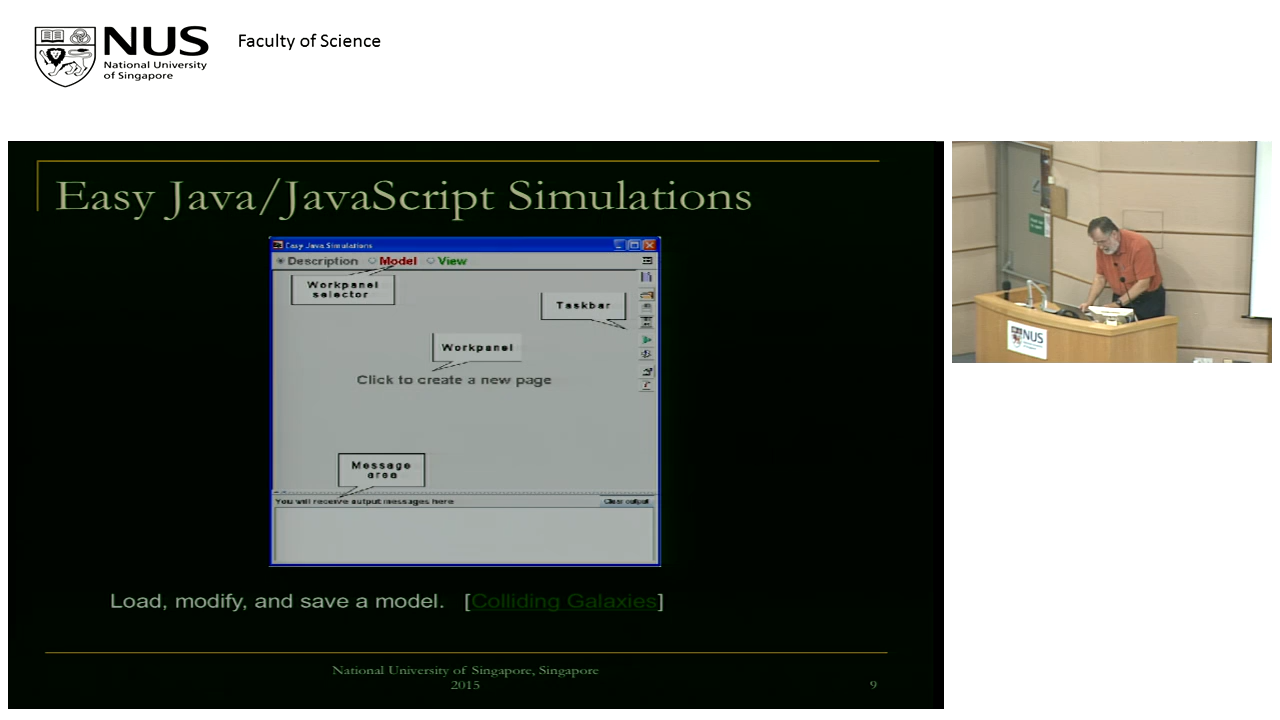 NUS
National University
of Singapore
Faculty of Science
Easy Java/JavaScript Simulations
Easy Java Simulations
Description Model View
Workpanel
selector
Taskbar
Workpanel
Click to create a new page
Message
area
You will receive output messages here
Clear output
Load, modify, and save a model. [Colliding Galaxies]
National University of Singapore, Singapore
2015
9
NUS